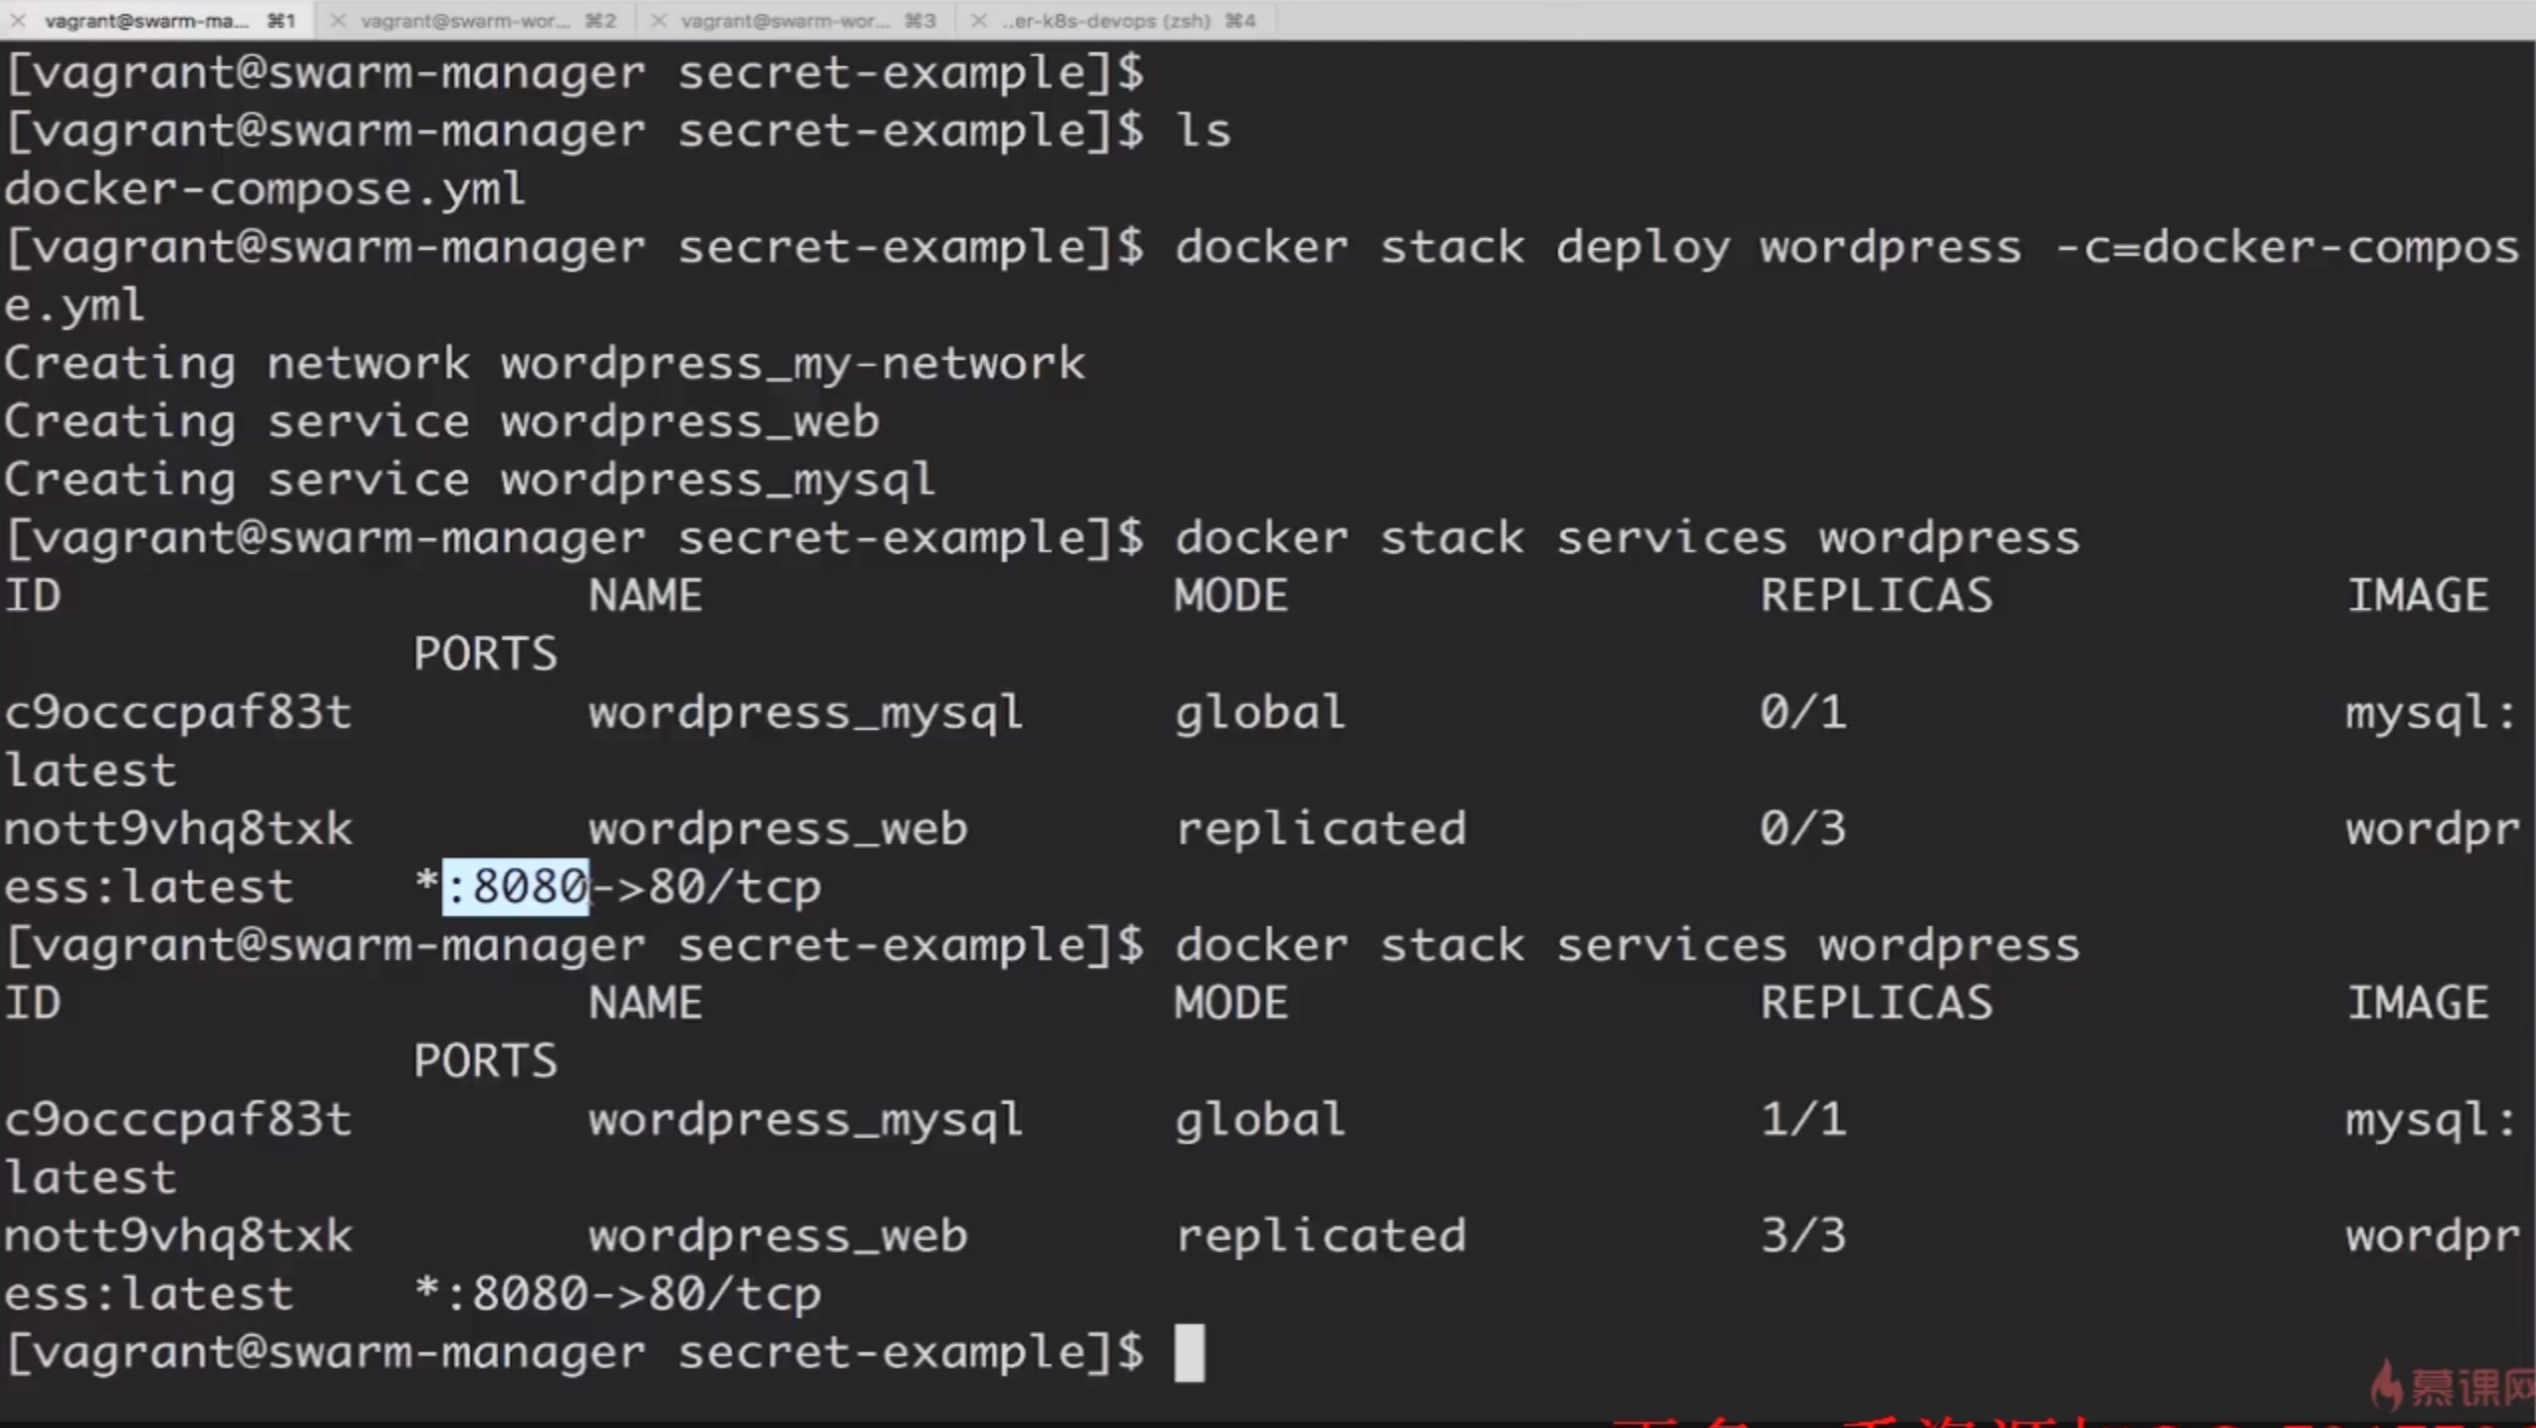 vagrant@swarm-ma... ⌘1 vagrant@swarm-wor... ⌘2 vagrant@swarm-wor... ⌘3 ..er-k8s-devops (zsh) ⌘4
[vagrant@swarm-manager secret-example]$
[vagrant@swarm-manager secret-example]$ ls
docker-compose.yml
[vagrant@swarm-manager secret-example]$ docker stack deploy wordpress -c=docker-compos
e.yml
Creating network wordpress_my-network
Creating service wordpress_web
Creating service wordpress_mysql
[vagrant@swarm-manager secret-example]$ docker stack services wordpress
ID NAME MODE REPLICAS IMAGE
PORTS
c9occcpaf83t wordpress_mysql global 0/1 mysql:
latest
nott9vhq8txk wordpress_web replicated 0/3 wordpr
ess:latest *:8080->80/tcp
[vagrant@swarm-manager secret-example]$ docker stack services wordpress
ID NAME MODE REPLICAS IMAGE
PORTS
c9occcpaf83t wordpress_mysql global 1/1 mysql:
latest
nott9vhq8txk wordpress_web replicated 3/3 wordpr
ess:latest *:8080->80/tcp
[vagrant@swarm-manager secret-example]$
慕课网